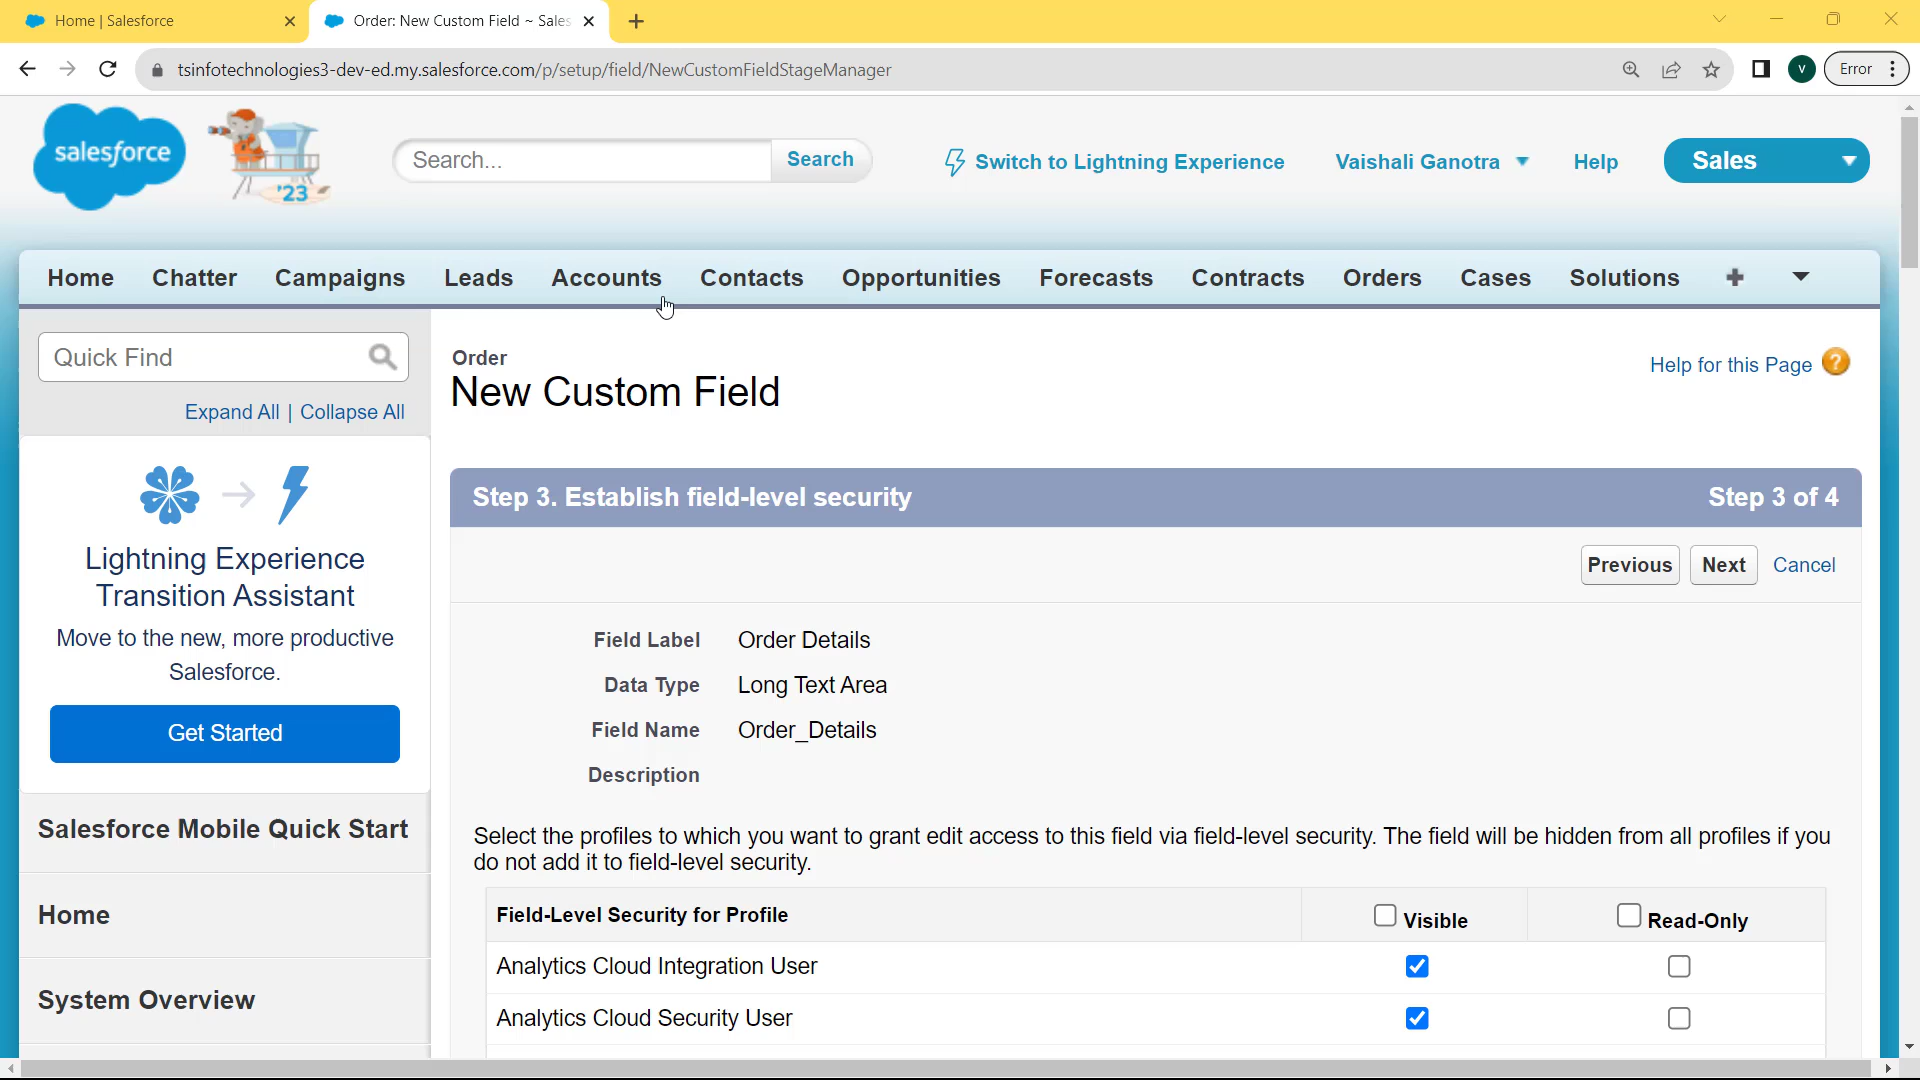 Home | Salesforce
Order: New Custom Field ~ Sales
tsinfotechnologies3-dev-ed.my.salesforce.com/p/setup/field/NewCustomFieldStageManager
V
Error
salesforce
'23
Search...
Search
Switch to Lightning Experience
Vaishali Ganotra
Help
Sales
Home
Chatter
Campaigns
Leads
Accounts
Contacts
Opportunities
Forecasts
Contracts
Orders
Cases
Solutions
Quick Find
Expand All | Collapse All
Lightning Experience
Transition Assistant
Move to the new, more productive
Salesforce.
Get Started
Salesforce Mobile Quick Start
Home
System Overview
Order
New Custom Field
Help for this Page
?
Step 3. Establish field-level security
Step 3 of 4
Previous
Next
Cancel
Field Label Order Details
Data Type Long Text Area
Field Name Order_Details
Description
Select the profiles to which you want to grant edit access to this field via field-level security. The field will be hidden from all profiles if you
do not add it to field-level security.
Field-Level Security for Profile
Visible
Read-Only
Analytics Cloud Integration User
Analytics Cloud Security User